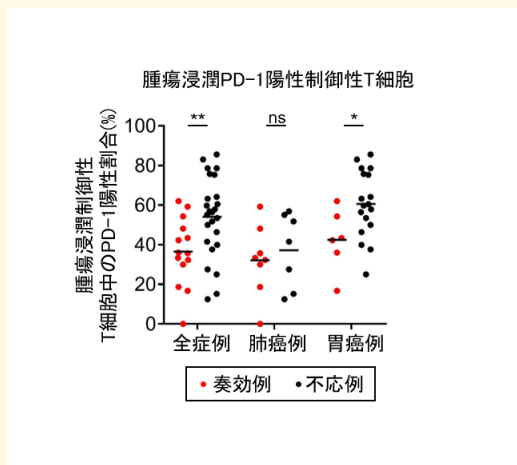 腫瘍浸潤PD-1陽性制御性T細胞
** ns *
腫瘍浸潤制御性
T細胞中のPD-1陽性割合(%)
100
80
60
40
20
0
全症例 肺癌例 胃癌例
奏効例 不応例